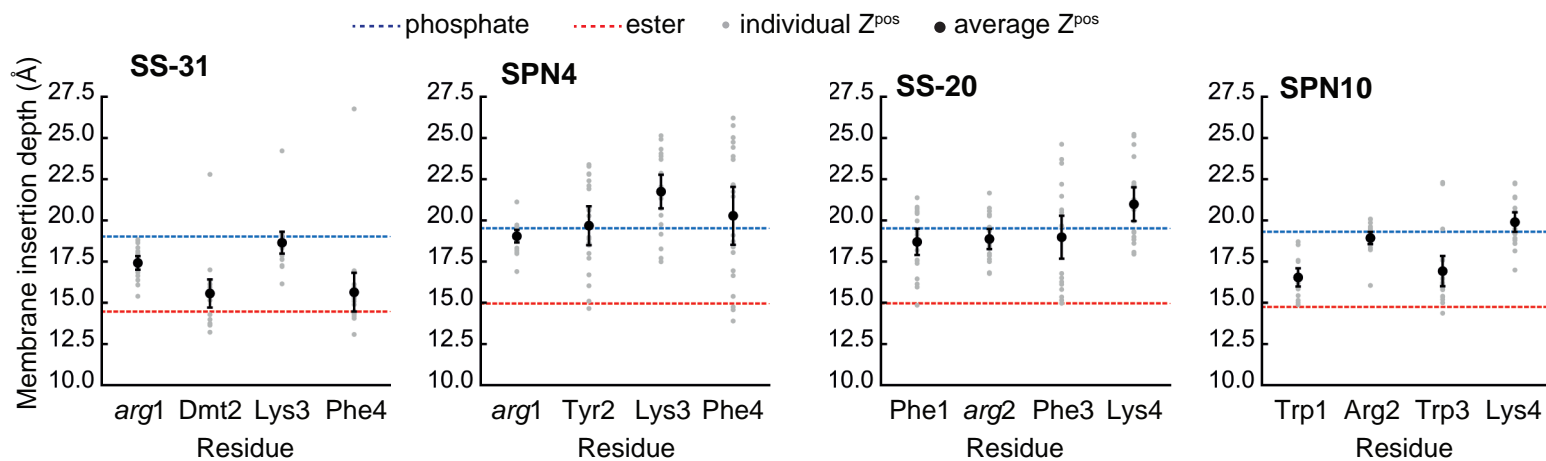 phosphate ester individual Zᵖᵒˢ average Zᵖᵒˢ
Membrane insertion depth (Å)
SS-31
27.5
25.0
22.5
20.0
17.5
15.0
12.5
10.0
arg1 Dmt2 Lys3 Phe4
Residue
SPN4
27.5
25.0
22.5
20.0
17.5
15.0
12.5
10.0
arg1 Tyr2 Lys3 Phe4
Residue
SS-20
27.5
25.0
22.5
20.0
17.5
15.0
12.5
10.0
Phe1 arg2 Phe3 Lys4
Residue
SPN10
27.5
25.0
22.5
20.0
17.5
15.0
12.5
10.0
Trp1 Arg2 Trp3 Lys4
Residue